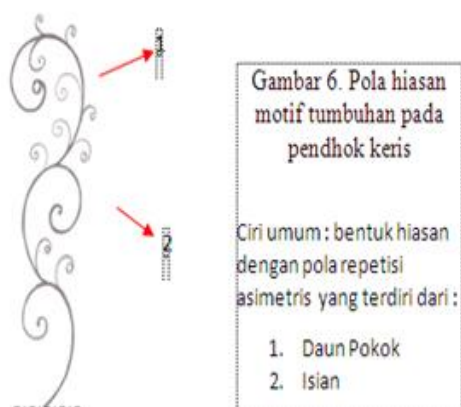 1
2
Gambar 6. Pola hiasan
motif tumbuhan pada
pendhok keris
Ciri umum : bentuk hiasan
dengan pola repetisi
asimetris yang terdiri dari :
1. Daun Pokok
2. Isian